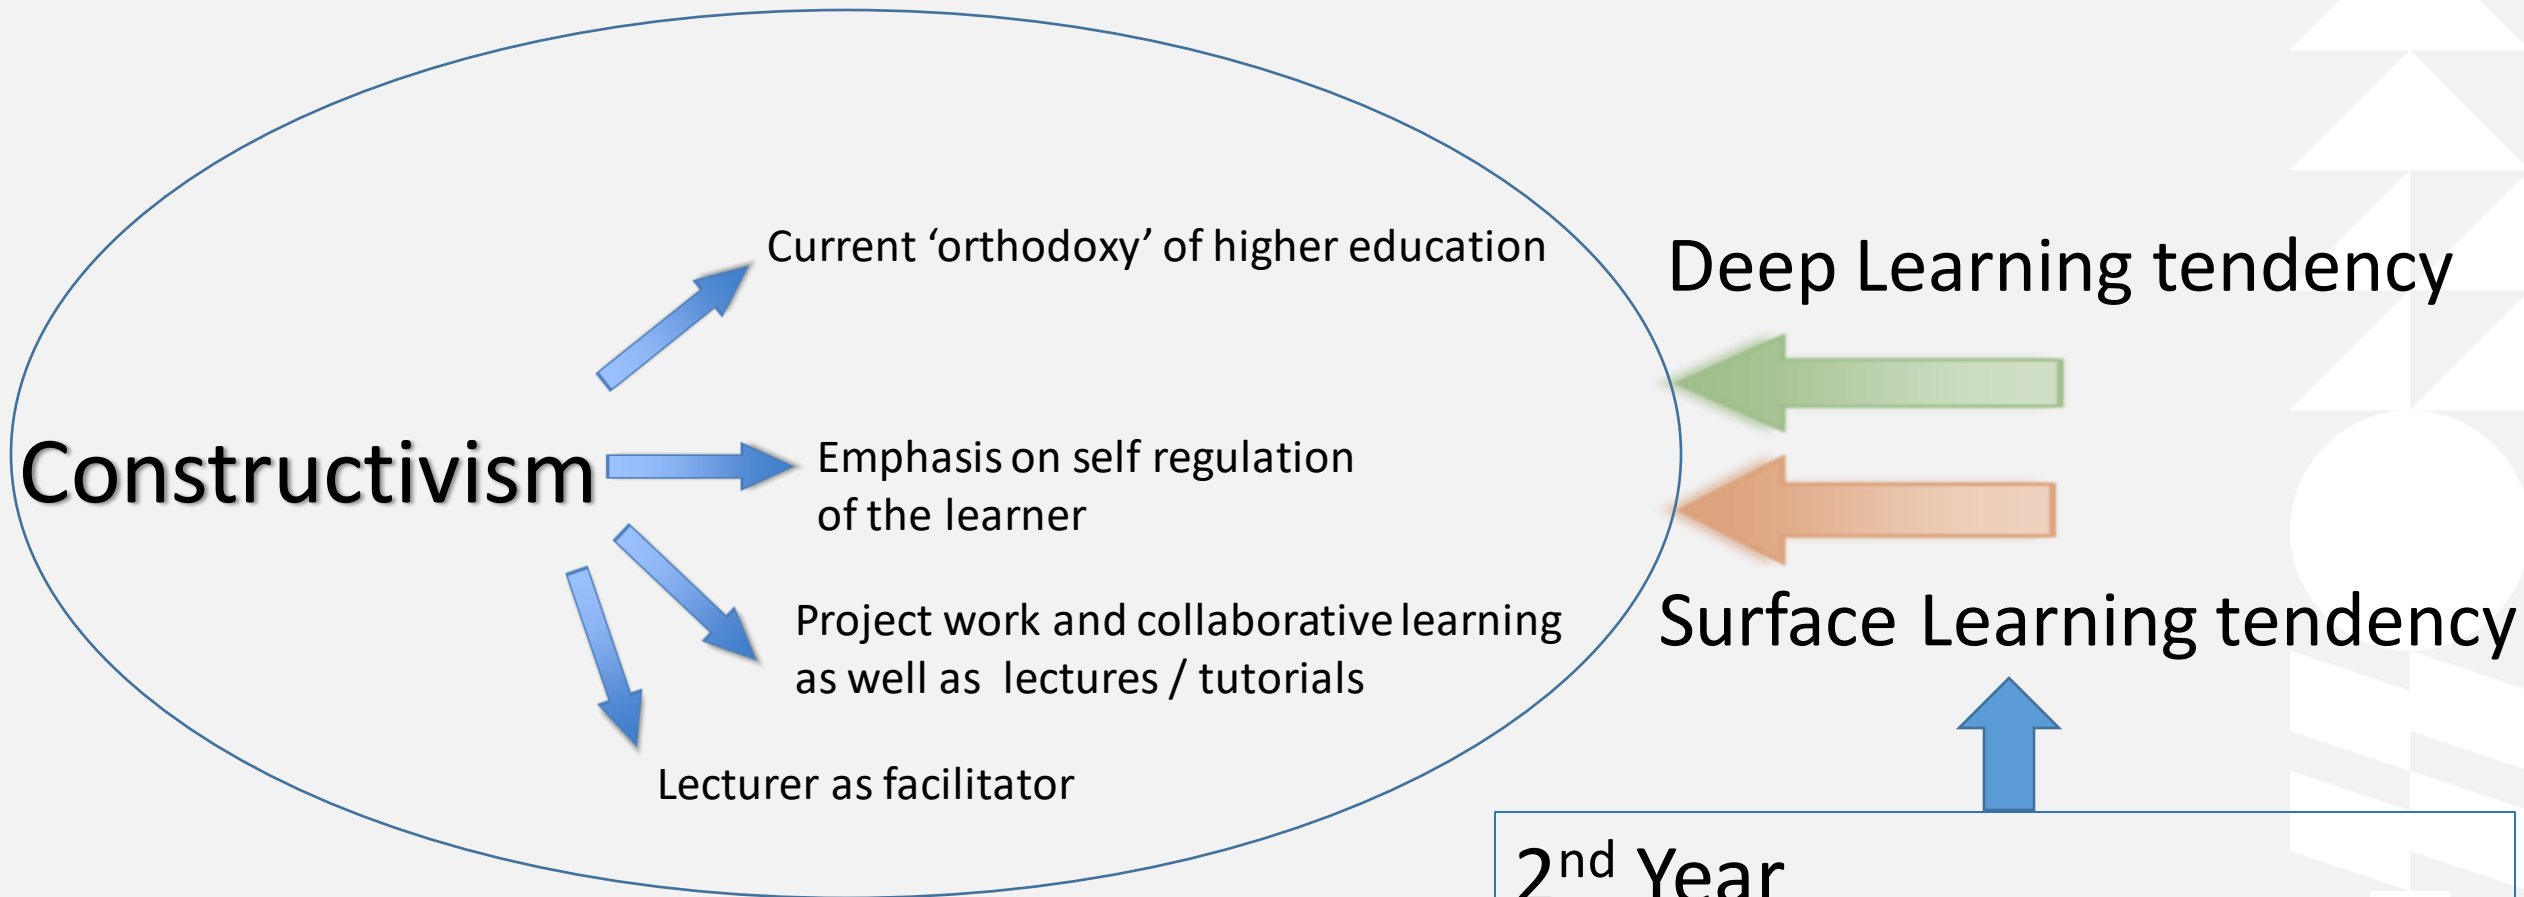 Current ‘orthodoxy’ of higher education
Deep Learning tendency
Constructivism
Emphasis on self regulation
of the learner
Project work and collaborative learning
as well as lectures / tutorials
Surface Learning tendency
Lecturer as facilitator
2nd Year